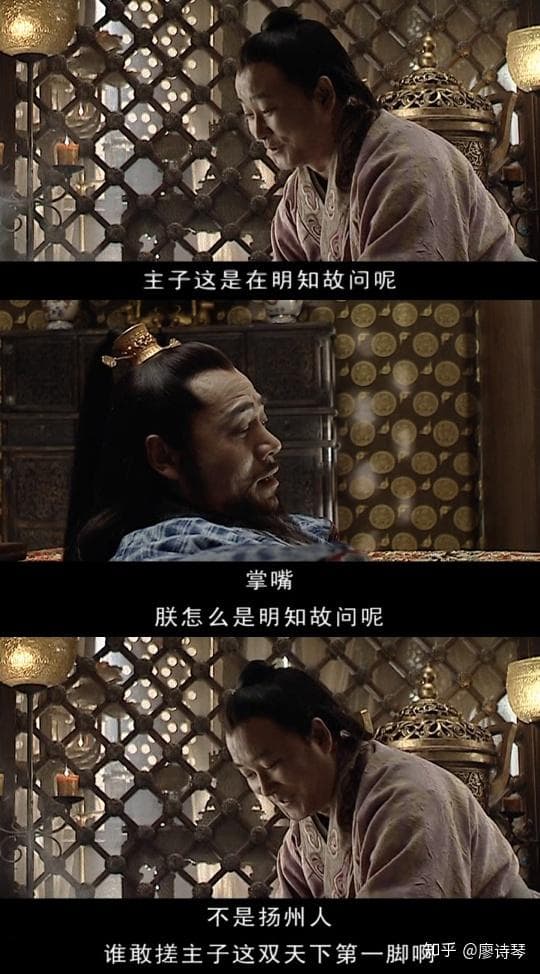 主子这是在明知故问呢
掌嘴
朕怎么是明知故问呢
不是扬州人
谁敢搓主子这双天下第一脚啊
知乎 @廖诗琴